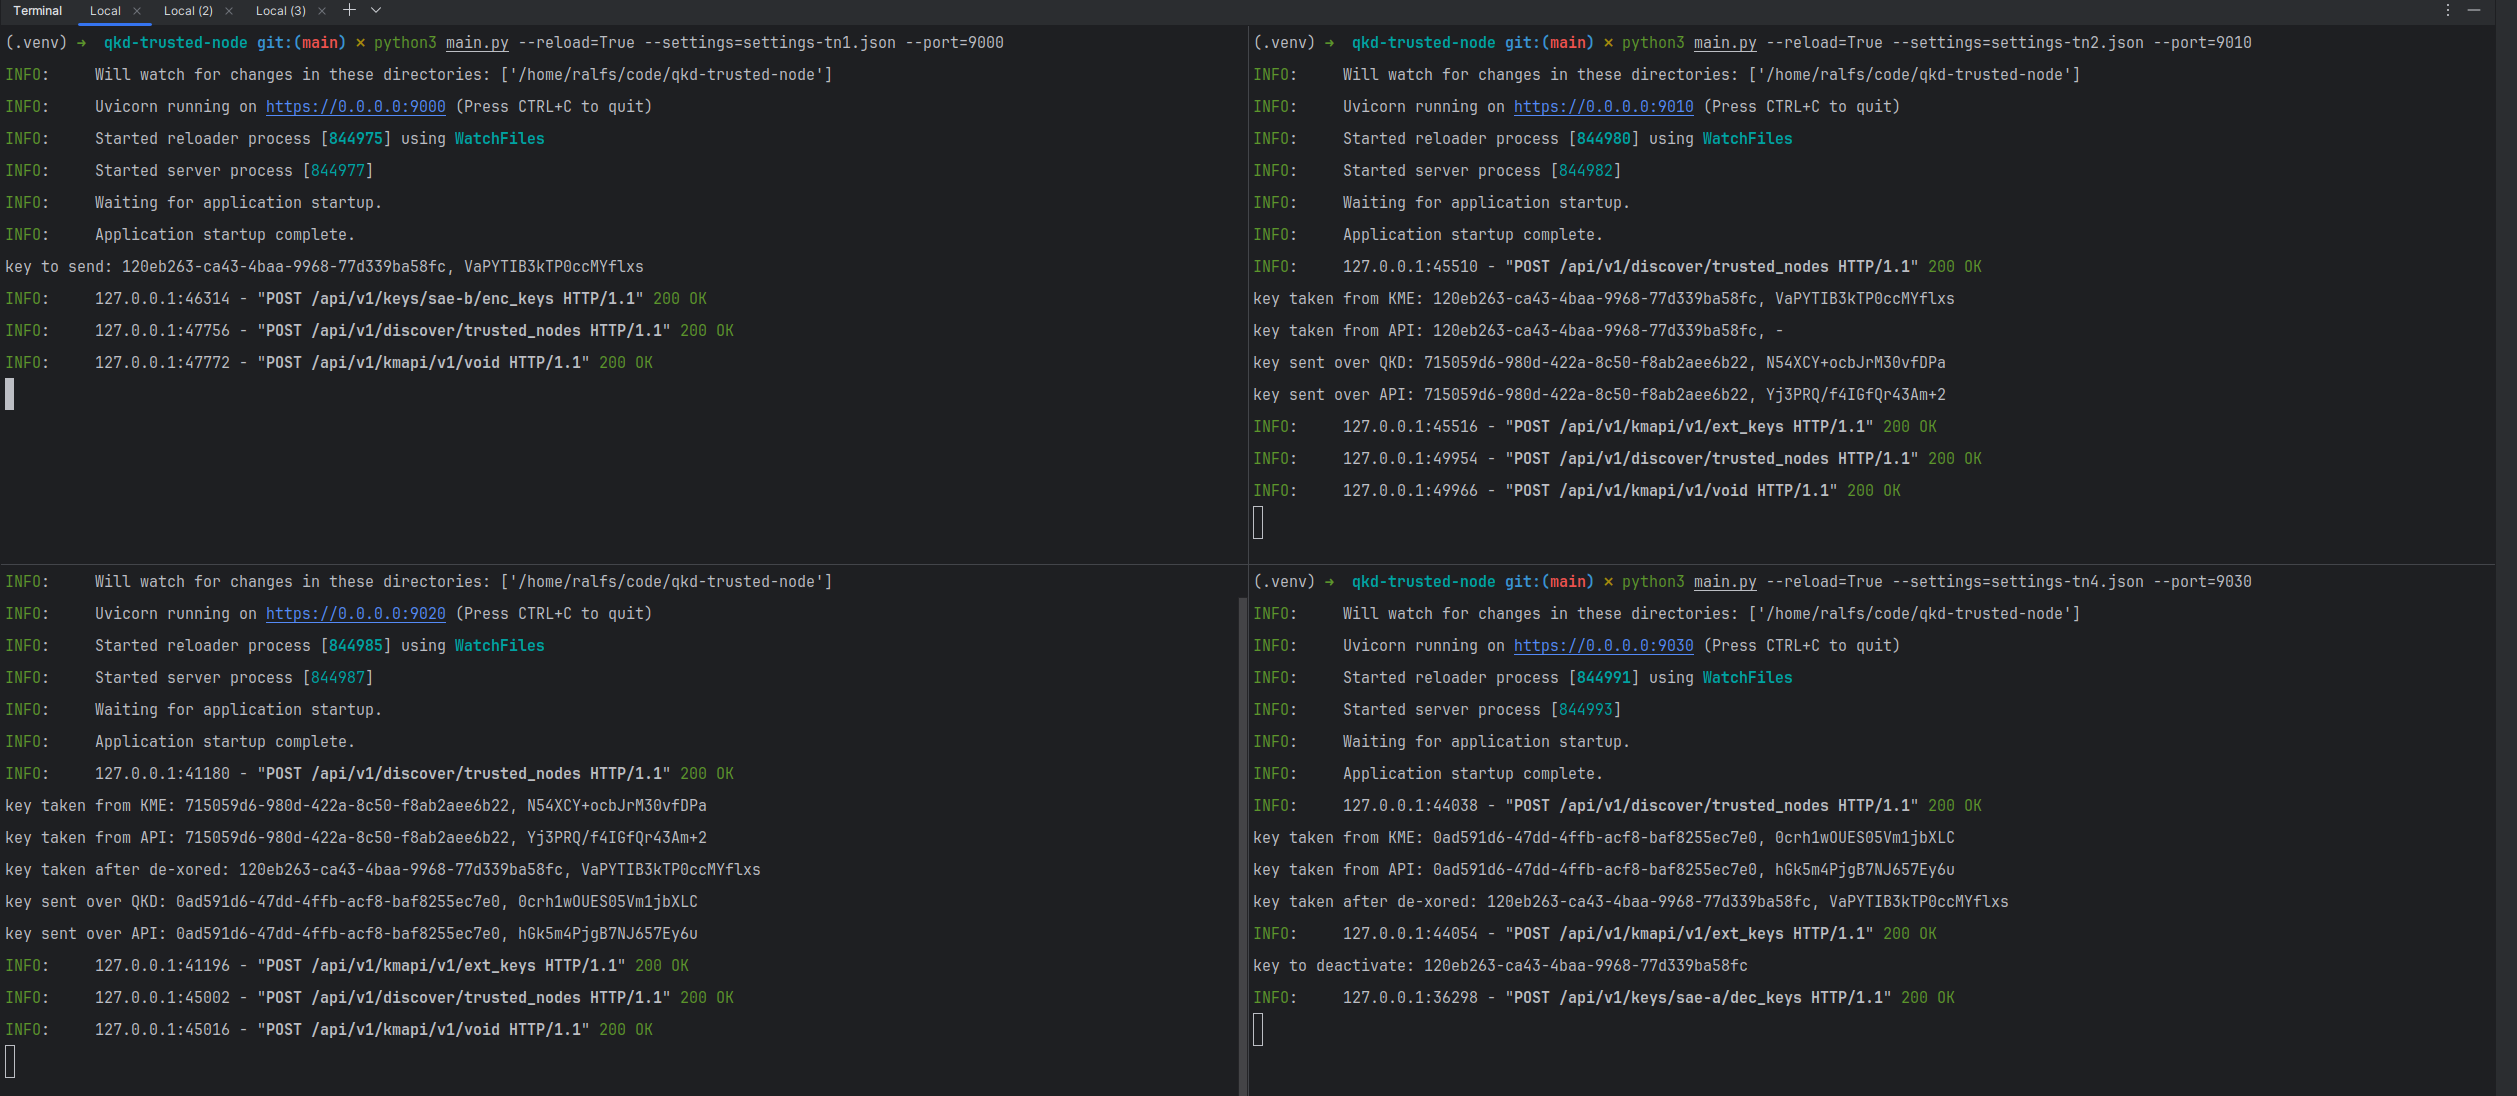 Terminal Local × Local (2) × Local (3) ×
(.venv) → qkd-trusted-node git:(main) × python3 main.py --reload=True --settings=settings-tn1.json --port=9000
INFO: Will watch for changes in these directories: ['/home/ralfs/code/qkd-trusted-node']
INFO: Uvicorn running on https://0.0.0.0:9000 (Press CTRL+C to quit)
INFO: Started reloader process [844975] using WatchFiles
INFO: Started server process [844977]
INFO: Waiting for application startup.
INFO: Application startup complete.
key to send: 120eb263-ca43-4baa-9968-77d339ba58fc, VaPYTIB3kTP0ccMYflxs
INFO: 127.0.0.1:46314 - "POST /api/v1/keys/sae-b/enc_keys HTTP/1.1" 200 OK
INFO: 127.0.0.1:47756 - "POST /api/v1/discover/trusted_nodes HTTP/1.1" 200 OK
INFO: 127.0.0.1:47772 - "POST /api/v1/kmapi/v1/void HTTP/1.1" 200 OK
(.venv) → qkd-trusted-node git:(main) × python3 main.py --reload=True --settings=settings-tn2.json --port=9010
INFO: Will watch for changes in these directories: ['/home/ralfs/code/qkd-trusted-node']
INFO: Uvicorn running on https://0.0.0.0:9010 (Press CTRL+C to quit)
INFO: Started reloader process [844980] using WatchFiles
INFO: Started server process [844982]
INFO: Waiting for application startup.
INFO: Application startup complete.
INFO: 127.0.0.1:45510 - "POST /api/v1/discover/trusted_nodes HTTP/1.1" 200 OK
key taken from KME: 120eb263-ca43-4baa-9968-77d339ba58fc, VaPYTIB3kTP0ccMYflxs
key taken from API: 120eb263-ca43-4baa-9968-77d339ba58fc, -
key sent over QKD: 715059d6-980d-422a-8c50-f8ab2aee6b22, N54XCY+ocbJrM30vfDPa
key sent over API: 715059d6-980d-422a-8c50-f8ab2aee6b22, Yj3PRQ/f4IGfQr43Am+2
INFO: 127.0.0.1:45516 - "POST /api/v1/kmapi/v1/ext_keys HTTP/1.1" 200 OK
INFO: 127.0.0.1:49954 - "POST /api/v1/discover/trusted_nodes HTTP/1.1" 200 OK
INFO: 127.0.0.1:49966 - "POST /api/v1/kmapi/v1/void HTTP/1.1" 200 OK
INFO: Will watch for changes in these directories: ['/home/ralfs/code/qkd-trusted-node']
INFO: Uvicorn running on https://0.0.0.0:9020 (Press CTRL+C to quit)
INFO: Started reloader process [844985] using WatchFiles
INFO: Started server process [844987]
INFO: Waiting for application startup.
INFO: Application startup complete.
INFO: 127.0.0.1:41180 - "POST /api/v1/discover/trusted_nodes HTTP/1.1" 200 OK
key taken from KME: 715059d6-980d-422a-8c50-f8ab2aee6b22, N54XCY+ocbJrM30vfDPa
key taken from API: 715059d6-980d-422a-8c50-f8ab2aee6b22, Yj3PRQ/f4IGfQr43Am+2
key taken after de-xored: 120eb263-ca43-4baa-9968-77d339ba58fc, VaPYTIB3kTP0ccMYflxs
key sent over QKD: 0ad591d6-47dd-4ffb-acf8-baf8255ec7e0, 0crh1wOUES05Vm1jbXLC
key sent over API: 0ad591d6-47dd-4ffb-acf8-baf8255ec7e0, hGk5m4PjgB7NJ657Ey6u
INFO: 127.0.0.1:41196 - "POST /api/v1/kmapi/v1/ext_keys HTTP/1.1" 200 OK
INFO: 127.0.0.1:45002 - "POST /api/v1/discover/trusted_nodes HTTP/1.1" 200 OK
INFO: 127.0.0.1:45016 - "POST /api/v1/kmapi/v1/void HTTP/1.1" 200 OK
(.venv) → qkd-trusted-node git:(main) × python3 main.py --reload=True --settings=settings-tn4.json --port=9030
INFO: Will watch for changes in these directories: ['/home/ralfs/code/qkd-trusted-node']
INFO: Uvicorn running on https://0.0.0.0:9030 (Press CTRL+C to quit)
INFO: Started reloader process [844991] using WatchFiles
INFO: Started server process [844993]
INFO: Waiting for application startup.
INFO: Application startup complete.
INFO: 127.0.0.1:44038 - "POST /api/v1/discover/trusted_nodes HTTP/1.1" 200 OK
key taken from KME: 0ad591d6-47dd-4ffb-acf8-baf8255ec7e0, 0crh1wOUES05Vm1jbXLC
key taken from API: 0ad591d6-47dd-4ffb-acf8-baf8255ec7e0, hGk5m4PjgB7NJ657Ey6u
key taken after de-xored: 120eb263-ca43-4baa-9968-77d339ba58fc, VaPYTIB3kTP0ccMYflxs
INFO: 127.0.0.1:44054 - "POST /api/v1/kmapi/v1/ext_keys HTTP/1.1" 200 OK
key to deactivate: 120eb263-ca43-4baa-9968-77d339ba58fc
INFO: 127.0.0.1:36298 - "POST /api/v1/keys/sae-a/dec_keys HTTP/1.1" 200 OK